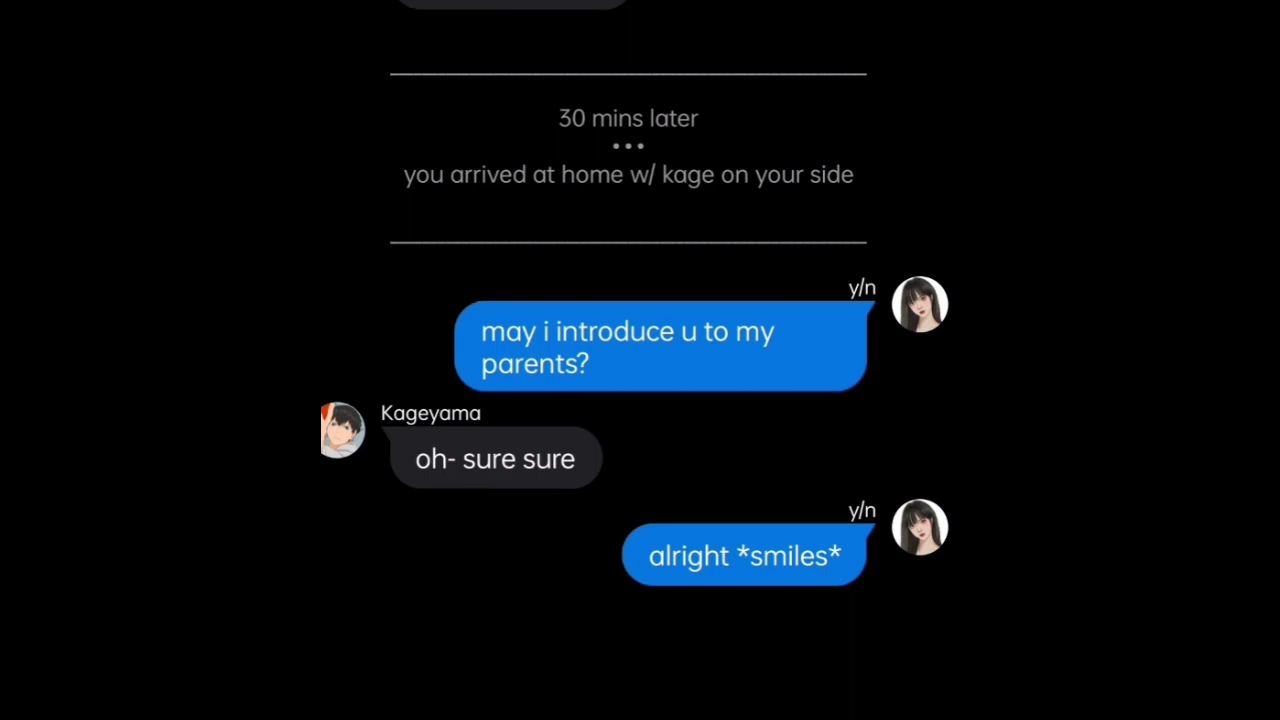 30 mins later
•••
you arrived at home w/ kage on your side
y/n
may i introduce u to my
parents?
Kageyama
oh- sure sure
y/n
alright *smiles*